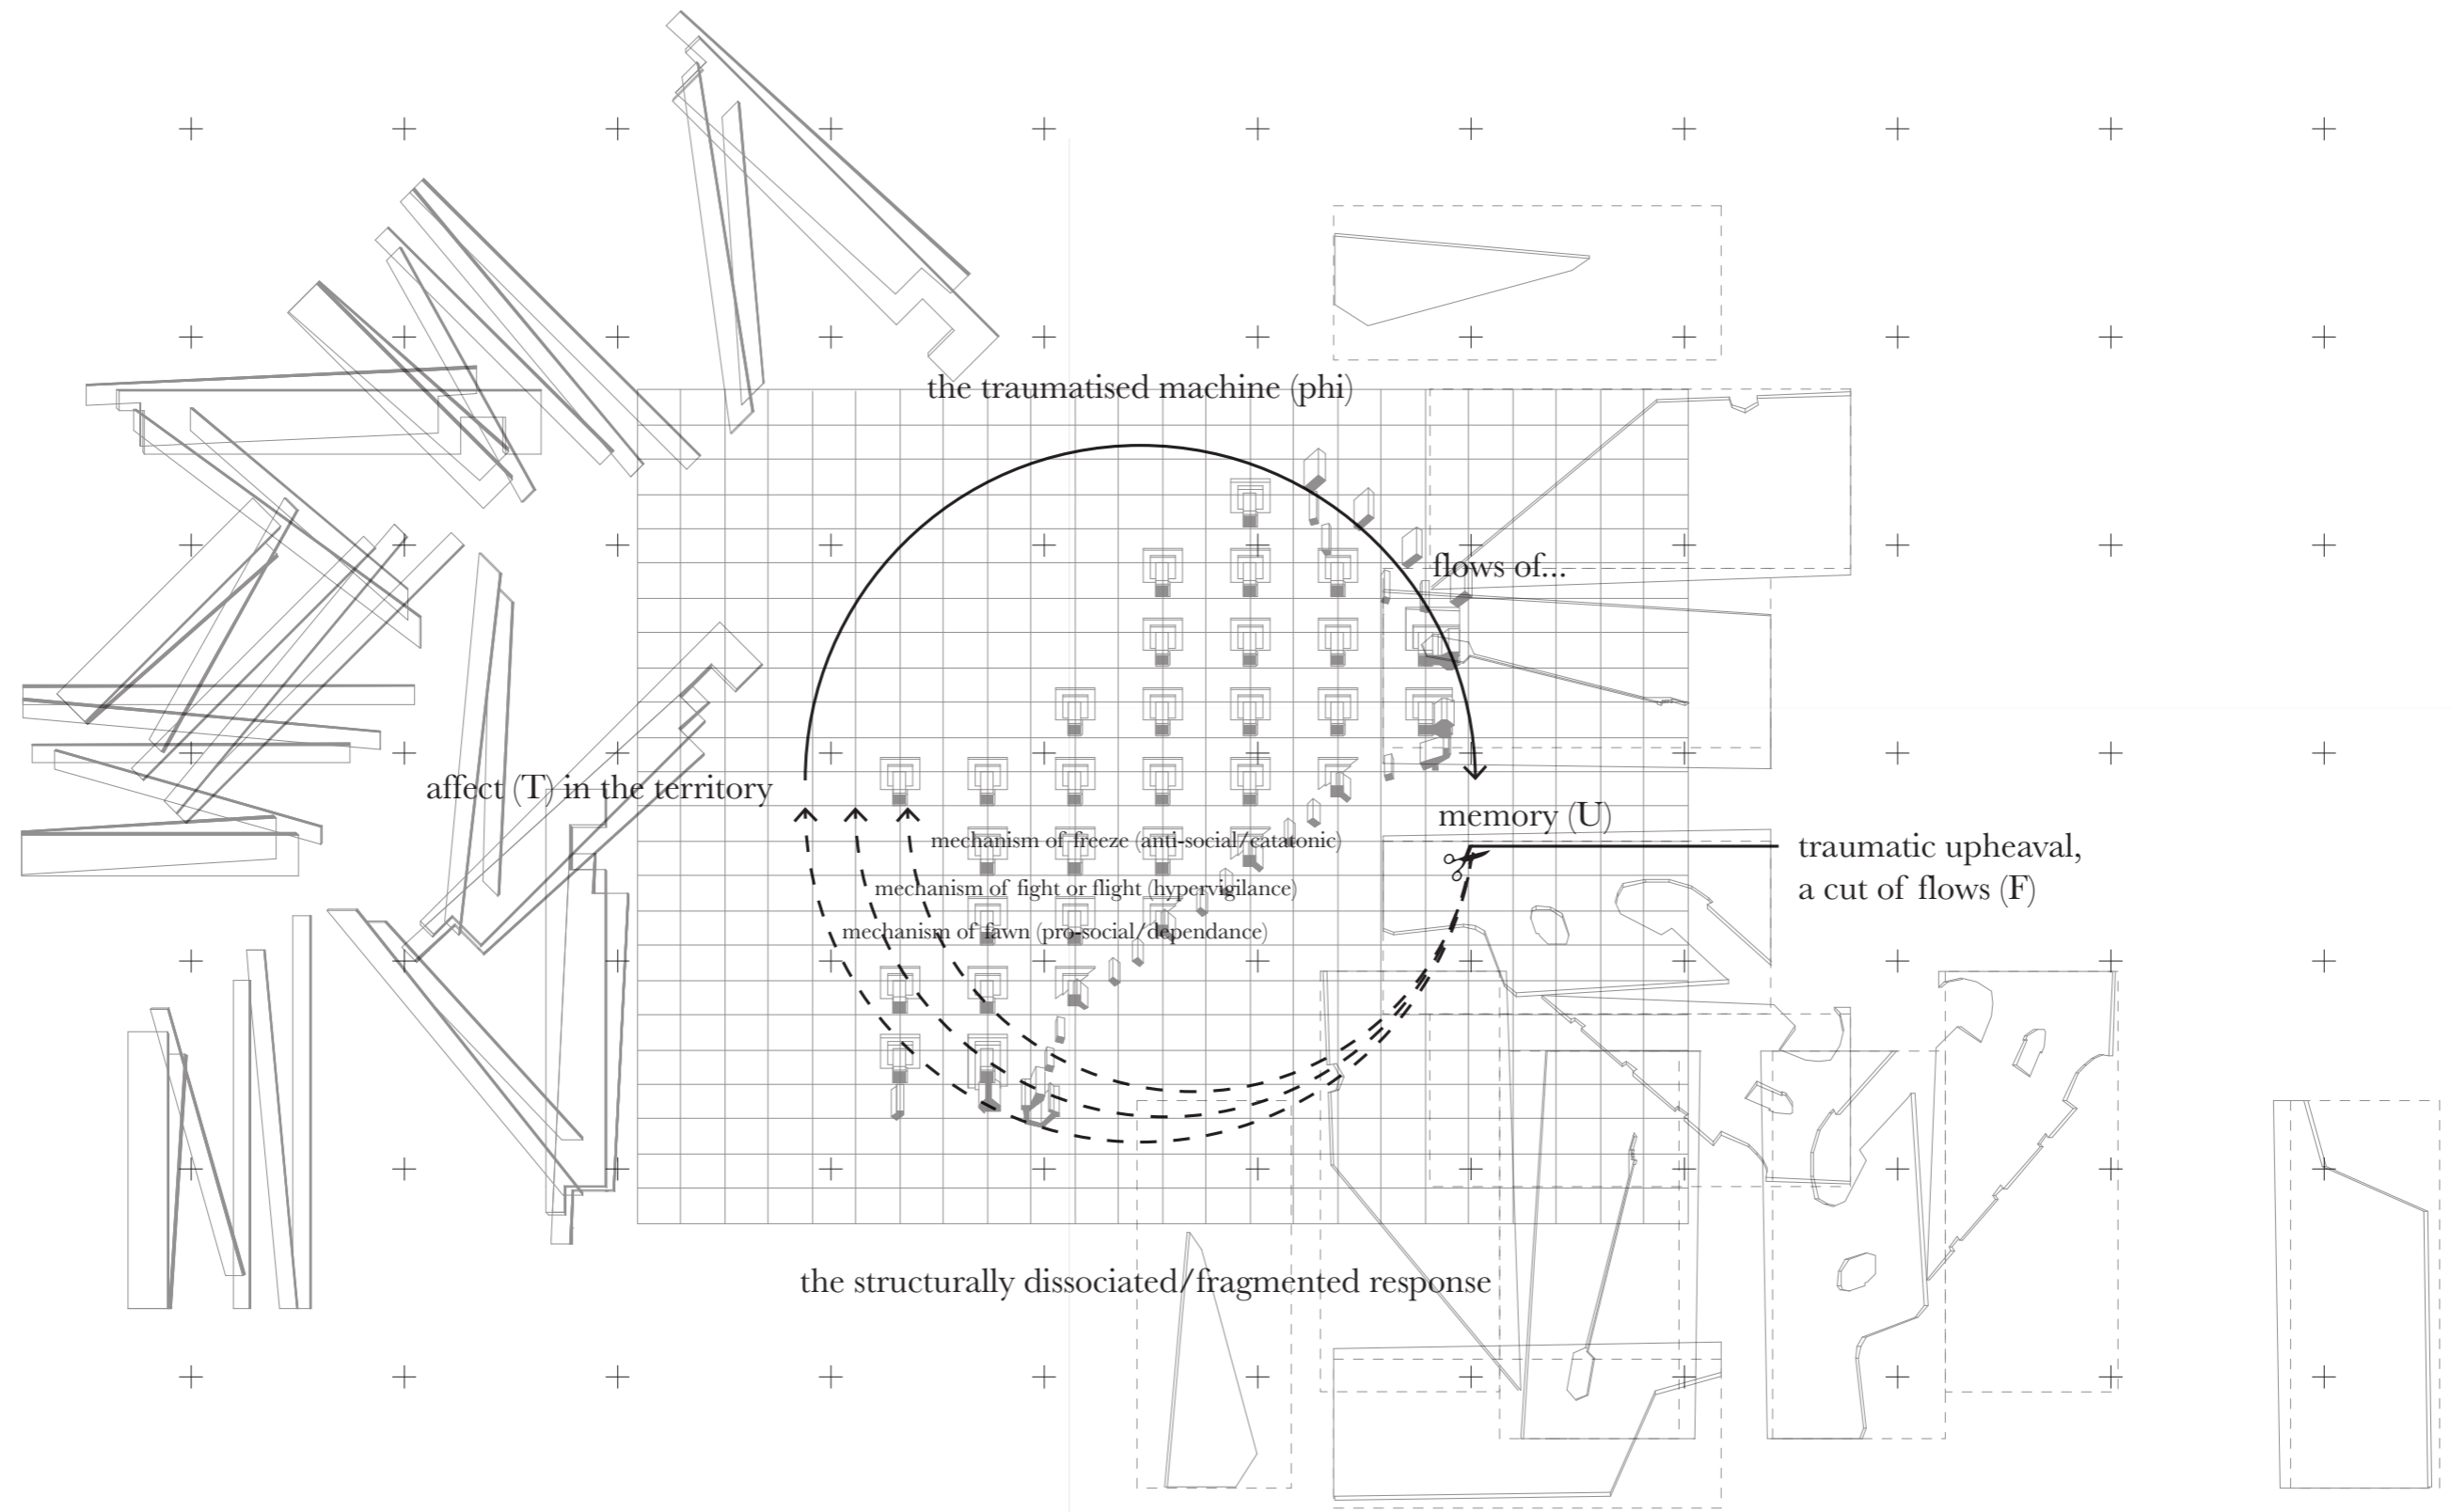 the traumatised machine (phi)
flows of...
affect (T) in the territory
memory (U)
mechanism of freeze (anti-social/catatonic)
traumatic upheaval,
a cut of flows (F)
mechanism of fight or flight (hypervigilance)
mechanism of fawn (pro-social/dependance)
the structurally dissociated/fragmented response